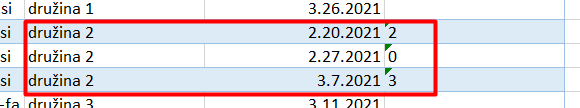 si družina 1 3.26.2021
si družina 2 2.20.2021 2
si družina 2 2.27.2021 0
si družina 2 3.7.2021 3
-fa družina 3 3.11.2021